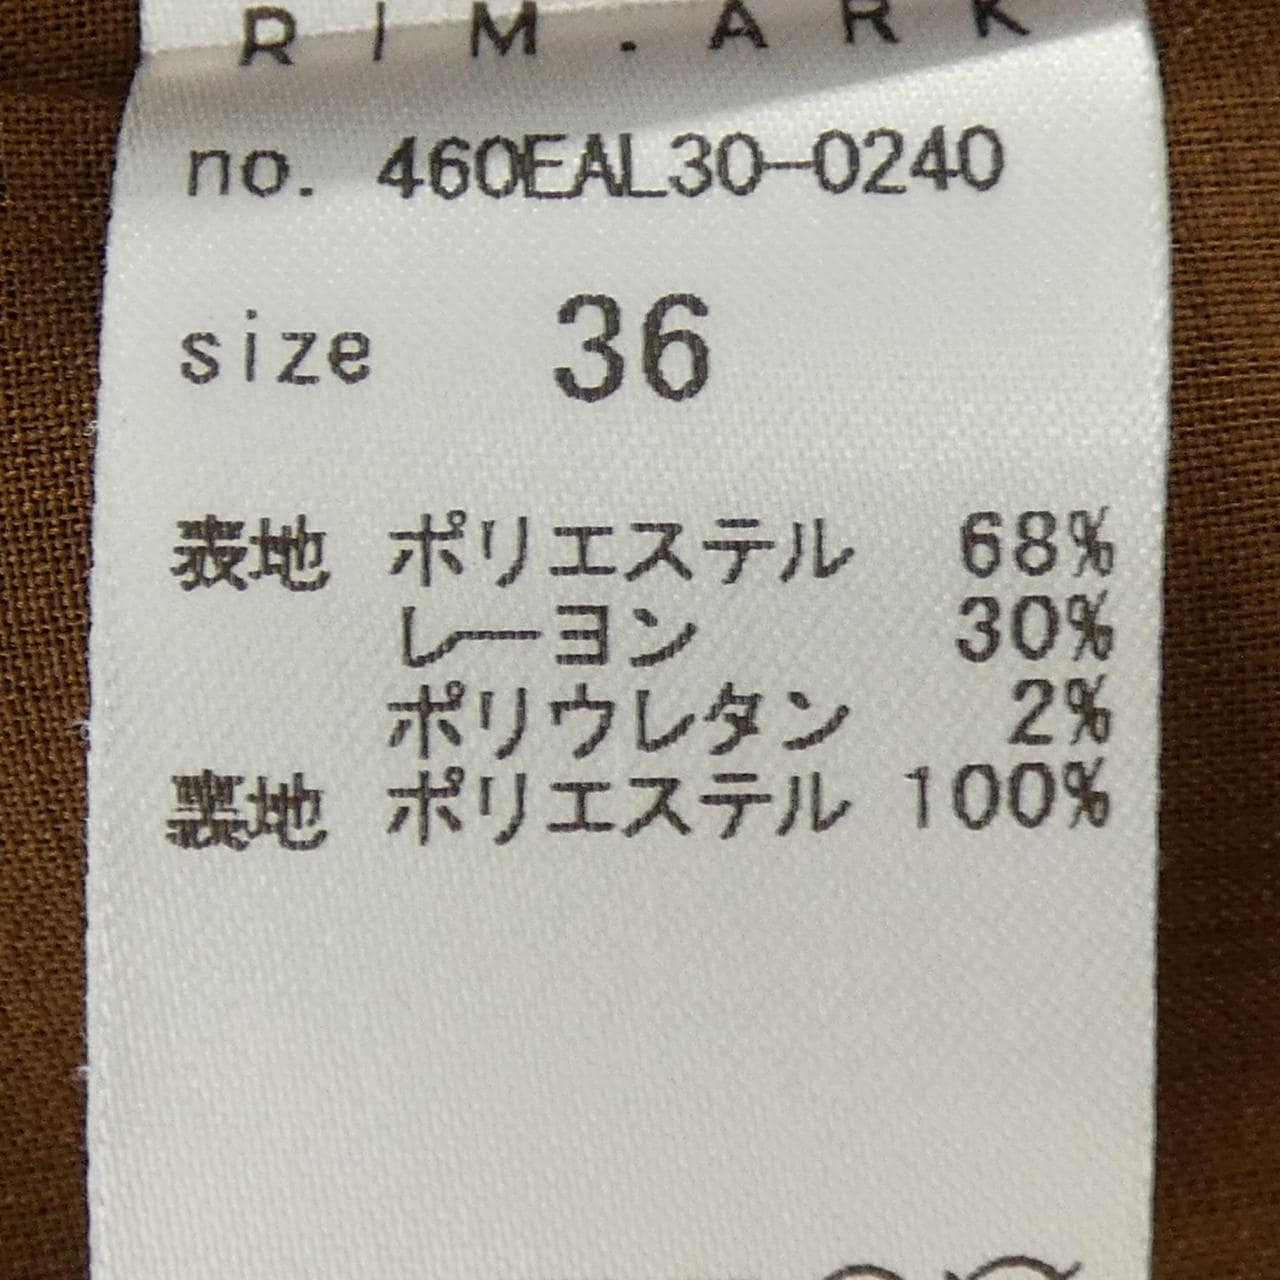 RIM.ARK
no. 460EAL30-0240
size 36
表地 ポリエステル 68%
レーヨン 30%
ポリウレタン 2%
裏地 ポリエステル 100%